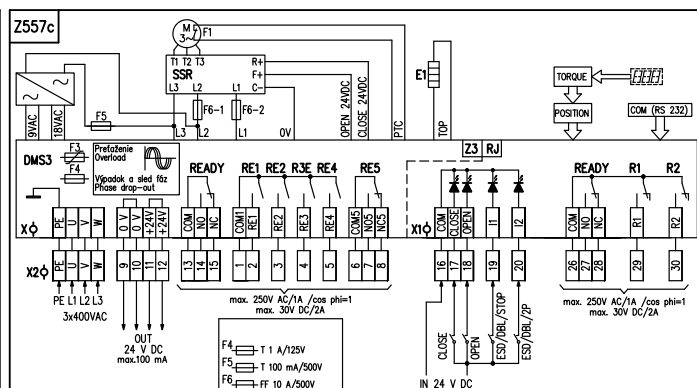 Z557c
M
3~
F1
T1 T2 T3
SSR
R+
F+
C-
L3 L2 L1
F5
F6-1
F6-2
E1
9VAC
18VAC
L3 L2 L1
0V
OPEN 24VDC
CLOSE 24VDC
PTC
TOP
TORQUE
POSITION
COM (RS 232)
DMS3
F3
F4
Preťaženie
Overload
Výpadok a sled fáz
Phase drop-out
Z3 RJ
READY RE1 RE2 R3E RE4 RE5
READY R1 R2
X
PE U V W
0 V
0 V
+24V
+24V
COM NO NC
COM1 RE1
RE2
RE3
RE4
COM5 NO5 NC5
X1
COM CLOSE OPEN
I1
I2
COM NO NC
R1
R2
X2
PE U V W
9 10 11 12
13 14 15
1 2
3
4
5
6 7 8
16 17 18
19
20
26 27 28
29
30
PE L1 L2 L3
3x400VAC
OUT
24 V DC
max.100 mA
max. 250V AC/1A /cos phi=1
max. 30V DC/2A
CLOSE
OPEN
ESD/DBL/STOP
ESD/DBL/2P
IN 24 V DC
max. 250V AC/1A /cos phi=1
max. 30V DC/2A
F4 T 1 A/125V
F5 T 100 mA/500V
F6 FF 10 A/500V